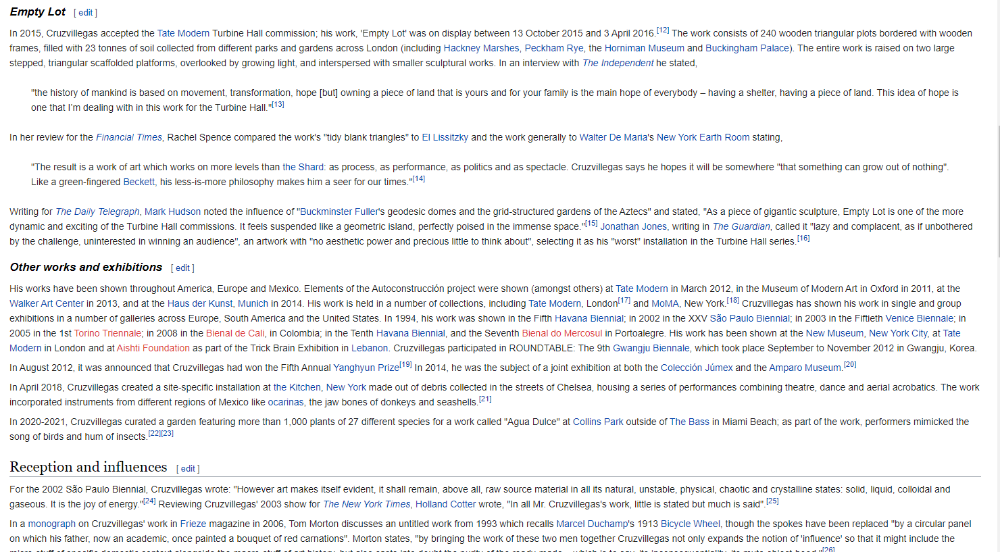 Empty Lot [ edit ]
In 2015, Cruzvillegas accepted the Tate Modern Turbine Hall commission; his work, 'Empty Lot' was on display between 13 October 2015 and 3 April 2016.[12] The work consists of 240 wooden triangular plots bordered with wooden
frames, filled with 23 tonnes of soil collected from different parks and gardens across London (including Hackney Marshes, Peckham Rye, the Horniman Museum and Buckingham Palace). The entire work is raised on two large
stepped, triangular scaffolded platforms, overlooked by growing light, and interspersed with smaller sculptural works. In an interview with The Independent he stated,
"the history of mankind is based on movement, transformation, hope [but] owning a piece of land that is yours and for your family is the main hope of everybody – having a shelter, having a piece of land. This idea of hope is
one that I'm dealing with in this work for the Turbine Hall."[13]
In her review for the Financial Times, Rachel Spence compared the work's "tidy blank triangles" to El Lissitzky and the work generally to Walter De Maria's New York Earth Room stating,
"The result is a work of art which works on more levels than the Shard: as process, as performance, as politics and as spectacle. Cruzvillegas says he hopes it will be somewhere "that something can grow out of nothing".
Like a green-fingered Beckett, his less-is-more philosophy makes him a seer for our times."[14]
Writing for The Daily Telegraph, Mark Hudson noted the influence of "Buckminster Fuller's geodesic domes and the grid-structured gardens of the Aztecs" and stated, "As a piece of gigantic sculpture, Empty Lot is one of the more
dynamic and exciting of the Turbine Hall commissions. It feels suspended like a geometric island, perfectly poised in the immense space."[15] Jonathan Jones, writing in The Guardian, called it "lazy and complacent, as if unbothered
by the challenge, uninterested in winning an audience", an artwork with "no aesthetic power and precious little to think about", selecting it as his "worst" installation in the Turbine Hall series.[16]
Other works and exhibitions [ edit ]
His works have been shown throughout America, Europe and Mexico. Elements of the Autoconstrucción project were shown (amongst others) at Tate Modern in March 2012, in the Museum of Modern Art in Oxford in 2011, at the
Walker Art Center in 2013, and at the Haus der Kunst, Munich in 2014. His work is held in a number of collections, including Tate Modern, London[17] and MoMA, New York.[18] Cruzvillegas has shown his work in single and group
exhibitions in a number of galleries across Europe, South America and the United States. In 1994, his work was shown in the Fifth Havana Biennial; in 2002 in the XXV São Paulo Biennial; in 2003 in the Fiftieth Venice Biennale; in
2005 in the 1st Torino Triennale; in 2008 in the Bienal de Cali, in Colombia; in the Tenth Havana Biennial, and the Seventh Bienal do Mercosul in Portoalegre. His work has been shown at the New Museum, New York City, at Tate
Modern in London and at Aishti Foundation as part of the Trick Brain Exhibition in Lebanon. Cruzvillegas participated in ROUNDTABLE: The 9th Gwangju Biennale, which took place September to November 2012 in Gwangju, Korea.
In August 2012, it was announced that Cruzvillegas had won the Fifth Annual Yanghyun Prize[19] In 2014, he was the subject of a joint exhibition at both the Colección Júmex and the Amparo Museum.[20]
In April 2018, Cruzvillegas created a site-specific installation at the Kitchen, New York made out of debris collected in the streets of Chelsea, housing a series of performances combining theatre, dance and aerial acrobatics. The work
incorporated instruments from different regions of Mexico like ocarinas, the jaw bones of donkeys and seashells.[21]
In 2020-2021, Cruzvillegas curated a garden featuring more than 1,000 plants of 27 different species for a work called "Agua Dulce" at Collins Park outside of The Bass in Miami Beach; as part of the work, performers mimicked the
song of birds and hum of insects.[22][23]
Reception and influences [ edit ]
For the 2002 São Paulo Biennial, Cruzvillegas wrote: "However art makes itself evident, it shall remain, above all, raw source material in all its natural, unstable, physical, chaotic and crystalline states: solid, liquid, colloidal and
gaseous. It is the joy of energy."[24] Reviewing Cruzvillegas' 2003 show for The New York Times, Holland Cotter wrote, "In all Mr. Cruzvillegas's work, little is stated but much is said".[25]
In a monograph on Cruzvillegas' work in Frieze magazine in 2006, Tom Morton discusses an untitled work from 1993 which recalls Marcel Duchamp's 1913 Bicycle Wheel, though the spokes have been replaced "by a circular panel
on which his father, now an academic, once painted a bouquet of red carnations". Morton states, "by bringing the work of these two men together Cruzvillegas not only expands the notion of 'influence' so that it might include the